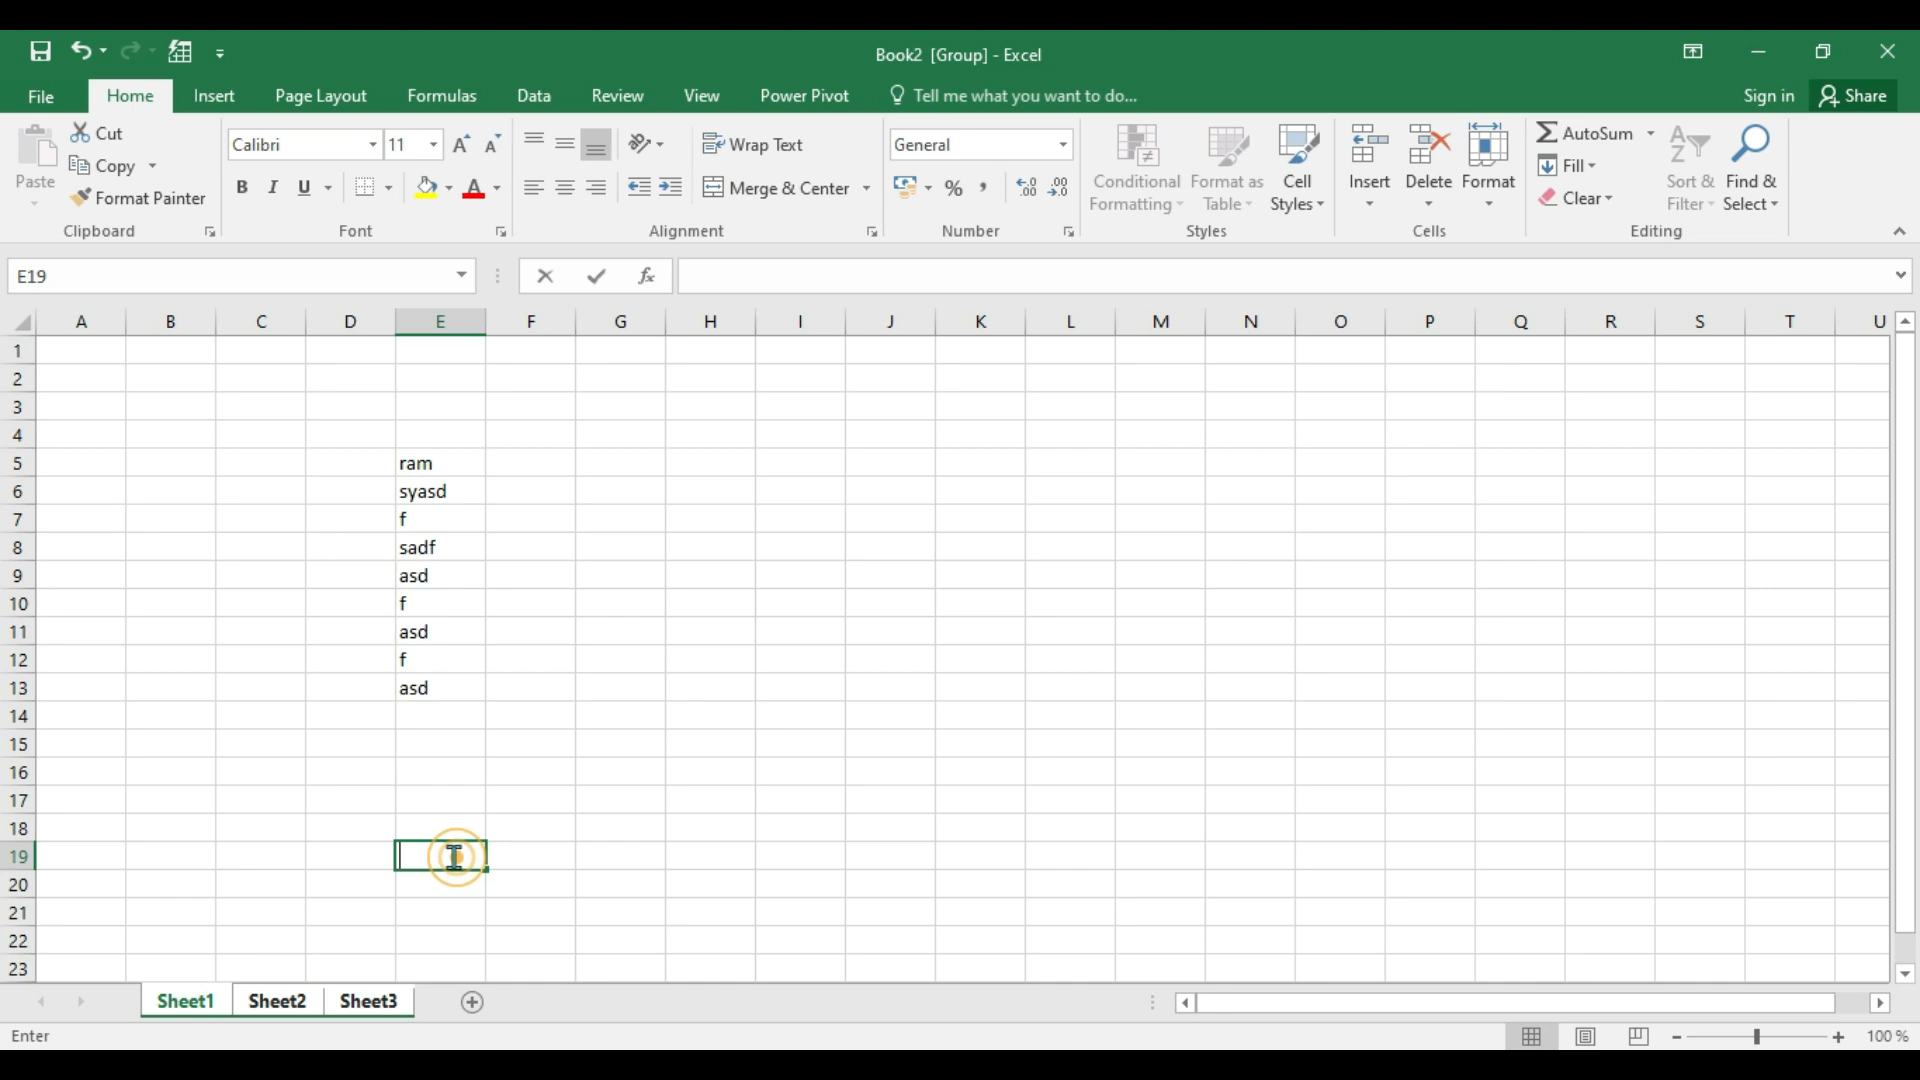 Book2 [Group] - Excel
File Home Insert Page Layout Formulas Data Review View Power Pivot Tell me what you want to do... Sign in Share
Paste
Cut
Copy
Format Painter
Clipboard
Calibri 11
B I U A
Font
Wrap Text
Merge & Center
Alignment
General
% ,
Number
Conditional Formatting
Format as Table
Cell Styles
Styles
Insert Delete Format
Cells
AutoSum
Fill
Clear
Sort & Filter
Find & Select
Editing
E19 fx
A B C D E F G H I J K L M N O P Q R S T U
1
2
3
4
5 ram
6 syasd
7 f
8 sadf
9 asd
10 f
11 asd
12 f
13 asd
14
15
16
17
18
19
20
21
22
23
Sheet1 Sheet2 Sheet3
Enter 100 %